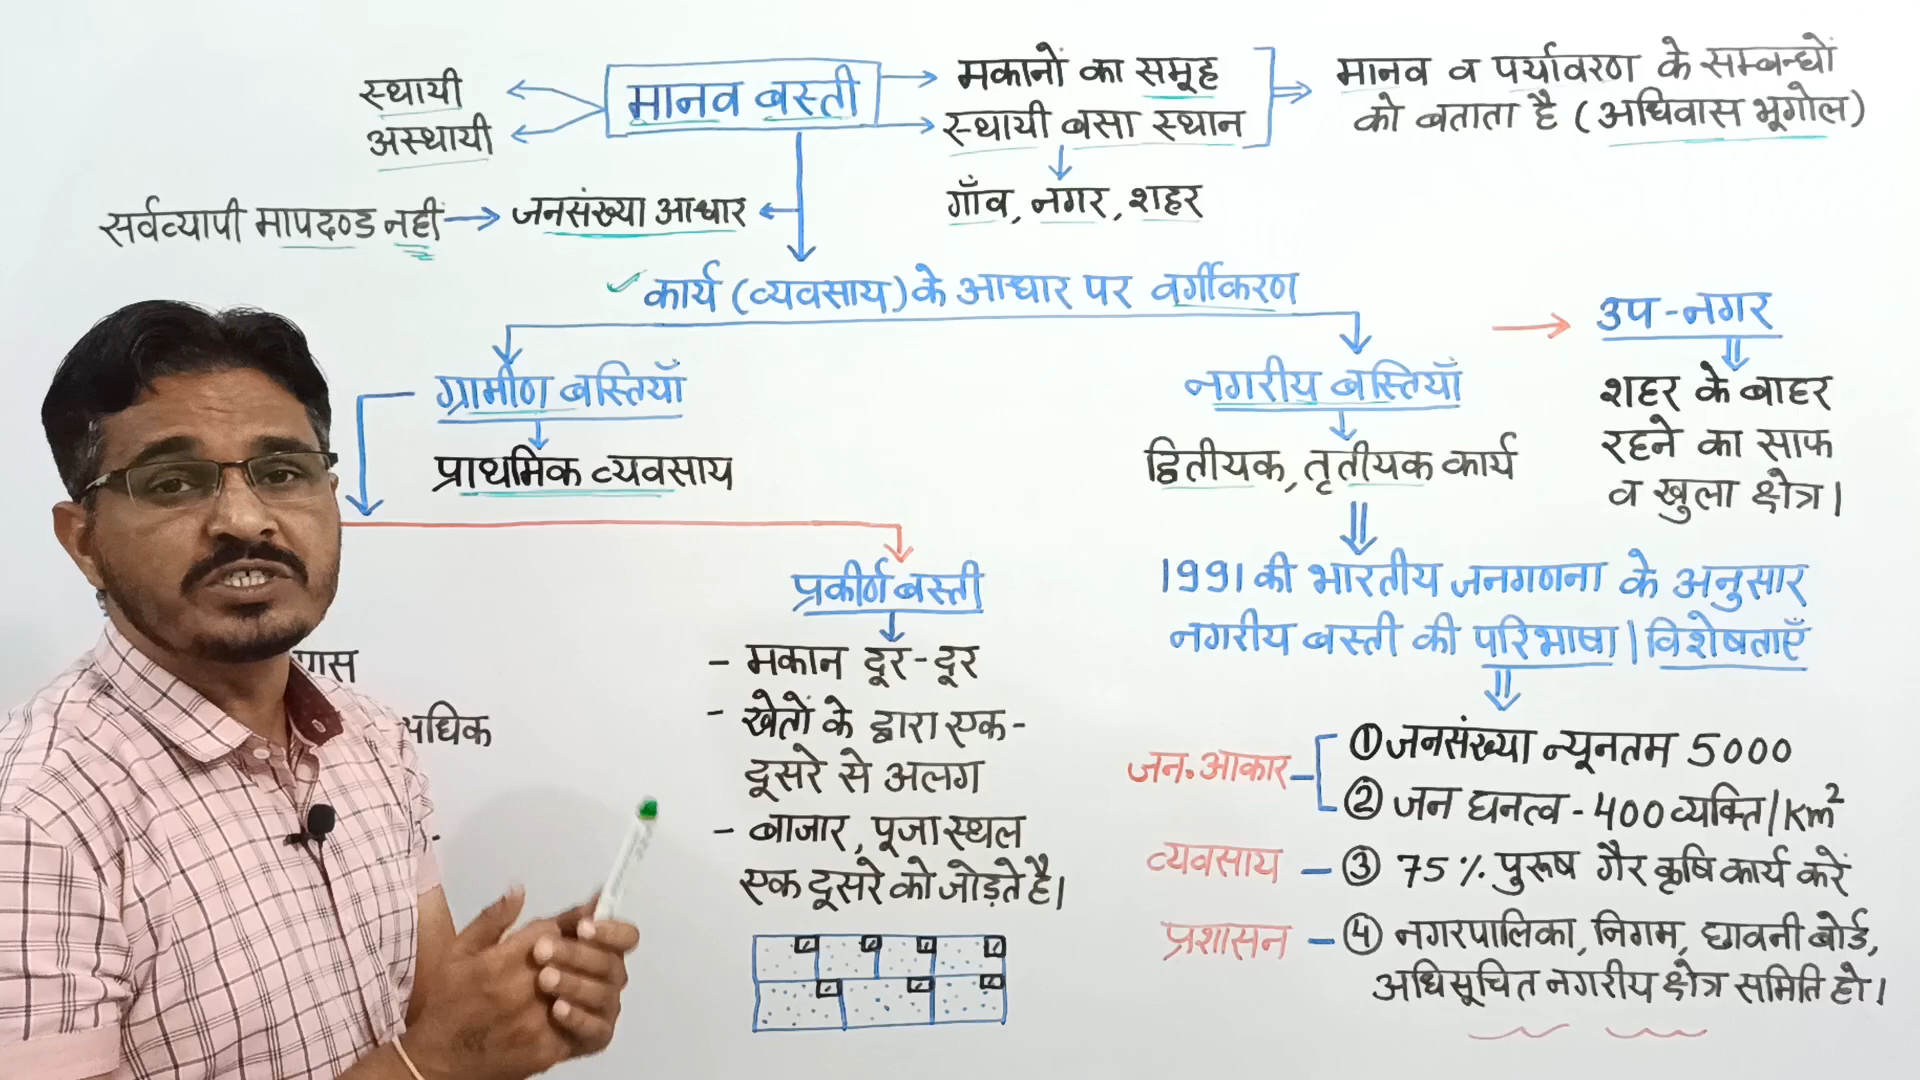 मानव बस्ती
स्थायी
अस्थायी
मकानों का समूह
स्थायी बसा स्थान
गाँव, नगर, शहर
मानव व पर्यावरण के सम्बन्धों
को बताता है (अधिवास भूगोल)
सर्वव्यापी मापदण्ड नहीं
जनसंख्या आधार
कार्य (व्यवसाय) के आधार पर वर्गीकरण
ग्रामीण बस्तियाँ
प्राथमिक व्यवसाय
प्रकीर्ण बस्ती
- मकान दूर-दूर
- खेतों के द्वारा एक-
दूसरे से अलग
- बाजार, पूजा स्थल
एक दूसरे को जोड़ते है।
नगरीय बस्तियाँ
द्वितीयक, तृतीयक कार्य
उप-नगर
शहर के बाहर
रहने का साफ
व खुला क्षेत्र।
1991 की भारतीय जनगणना के अनुसार
नगरीय बस्ती की परिभाषा | विशेषताएँ
जन. आकार
① जनसंख्या न्यूनतम 5000
② जन घनत्व - 400 व्यक्ति/km²
व्यवसाय - ③ 75% पुरूष गैर कृषि कार्य करें
प्रशासन - ④ नगरपालिका, निगम, छावनी बोर्ड,
अधिसूचित नगरीय क्षेत्र समिति हो।